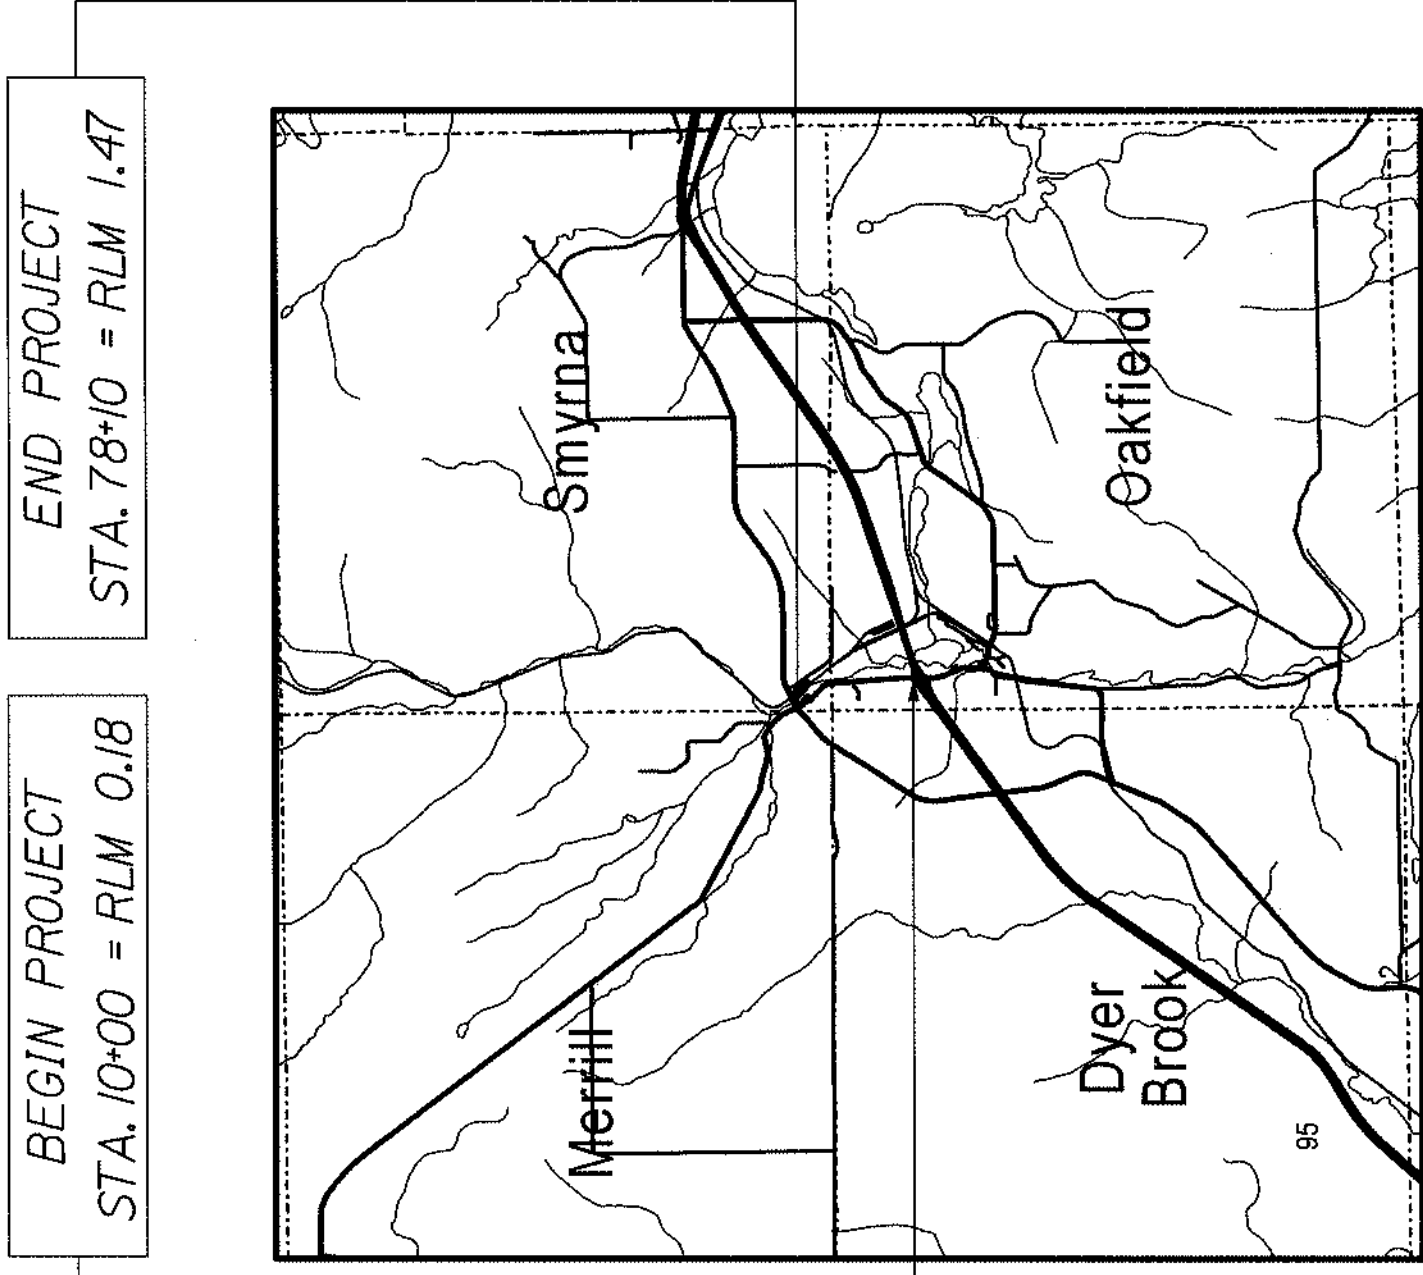 END PROJECT
STA. 78+10 = RLM 1.47
BEGIN PROJECT
STA. 10+00 = RLM 0.18
Smyrna
Oakfield
Merrill
Dyer
Brook
95